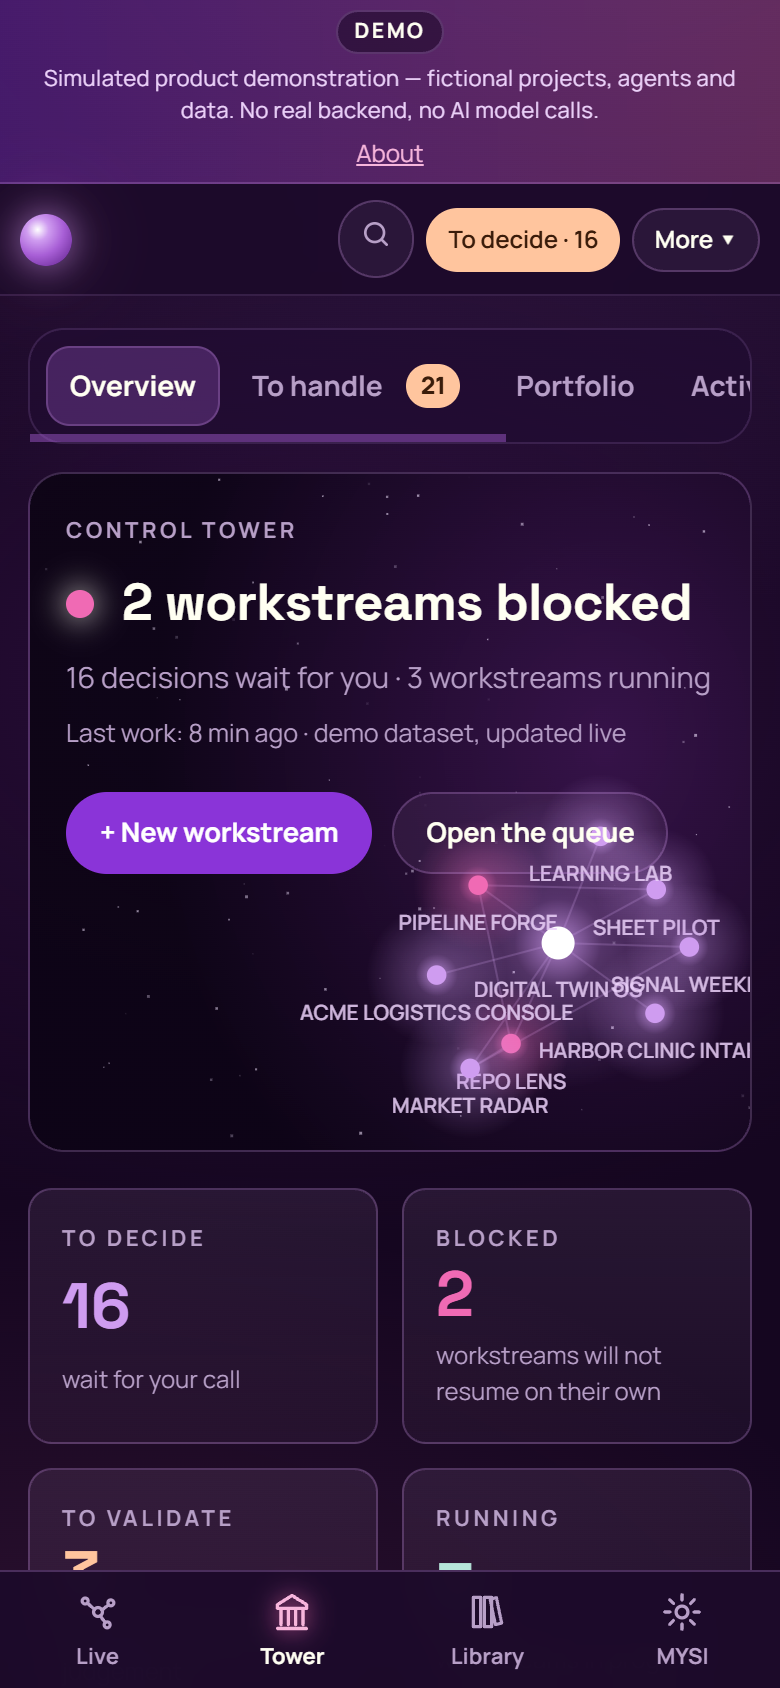 DEMO
Simulated product demonstration — fictional projects, agents and
data. No real backend, no AI model calls.
About
To decide · 16
More ▼
Overview
To handle 21
Portfolio
CONTROL TOWER
2 workstreams blocked
16 decisions wait for you · 3 workstreams running
Last work: 8 min ago · demo dataset, updated live
+ New workstream
Open the queue
LEARNING LAB
PIPELINE FORGE
SHEET PILOT
DIGITAL TWIN OS
SIGNAL
ACME LOGISTICS CONSOLE
HARBOR CLINIC
REPO LENS
MARKET RADAR
TO DECIDE
16
wait for your call
BLOCKED
2
workstreams will not
resume on their own
TO VALIDATE
RUNNING
Live
Tower
Library
MYSI